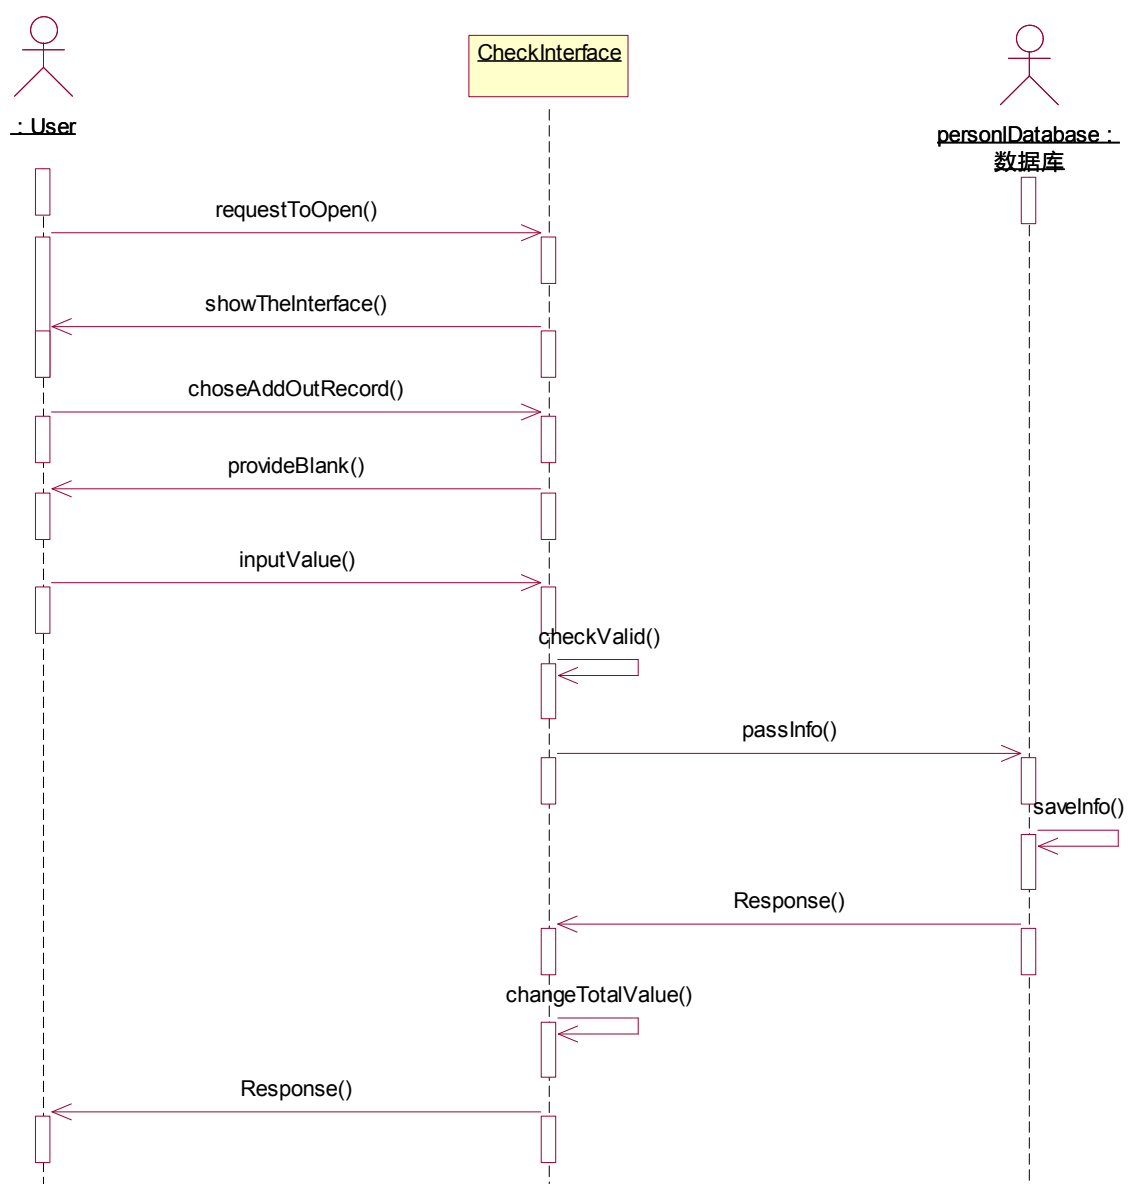 : User
CheckInterface
personlDatabase :
数据库
requestToOpen()
showTheInterface()
choseAddOutRecord()
provideBlank()
inputValue()
checkValid()
passInfo()
saveInfo()
Response()
changeTotalValue()
Response()